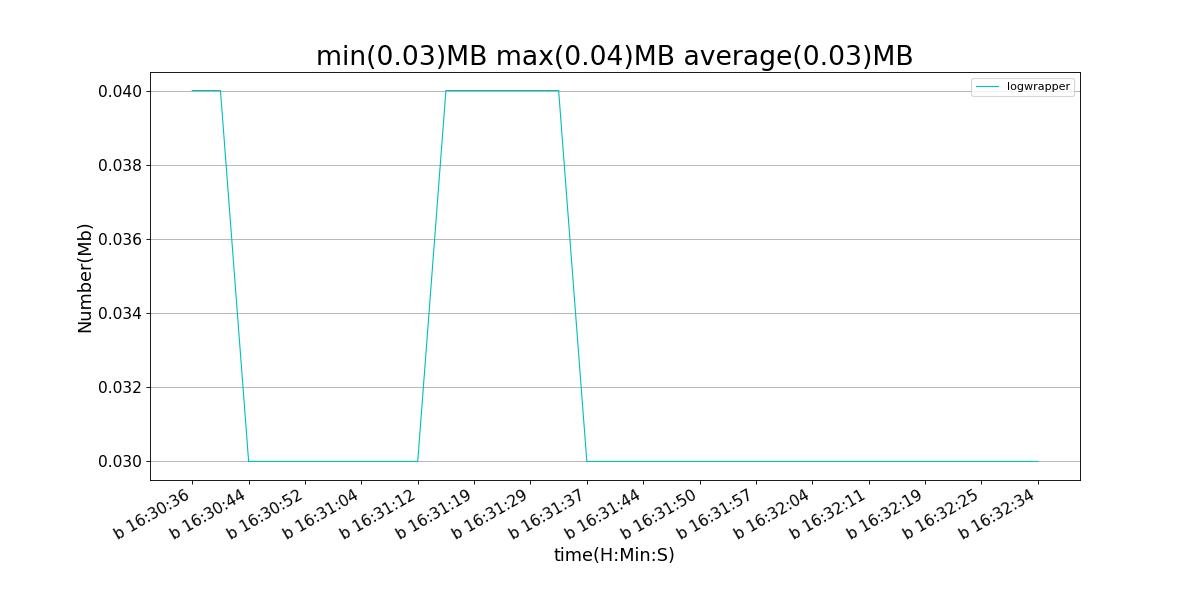 min(0.03)MB max(0.04)MB average(0.03)MB
logwrapper
0.040
0.038
0.036
0.034
0.032
0.030
Number(Mb)
b 16:30:36
b 16:30:44
b 16:30:52
b 16:31:04
b 16:31:12
b 16:31:19
b 16:31:29
b 16:31:37
b 16:31:44
b 16:31:50
b 16:31:57
b 16:32:04
b 16:32:11
b 16:32:19
b 16:32:25
b 16:32:34
time(H:Min:S)